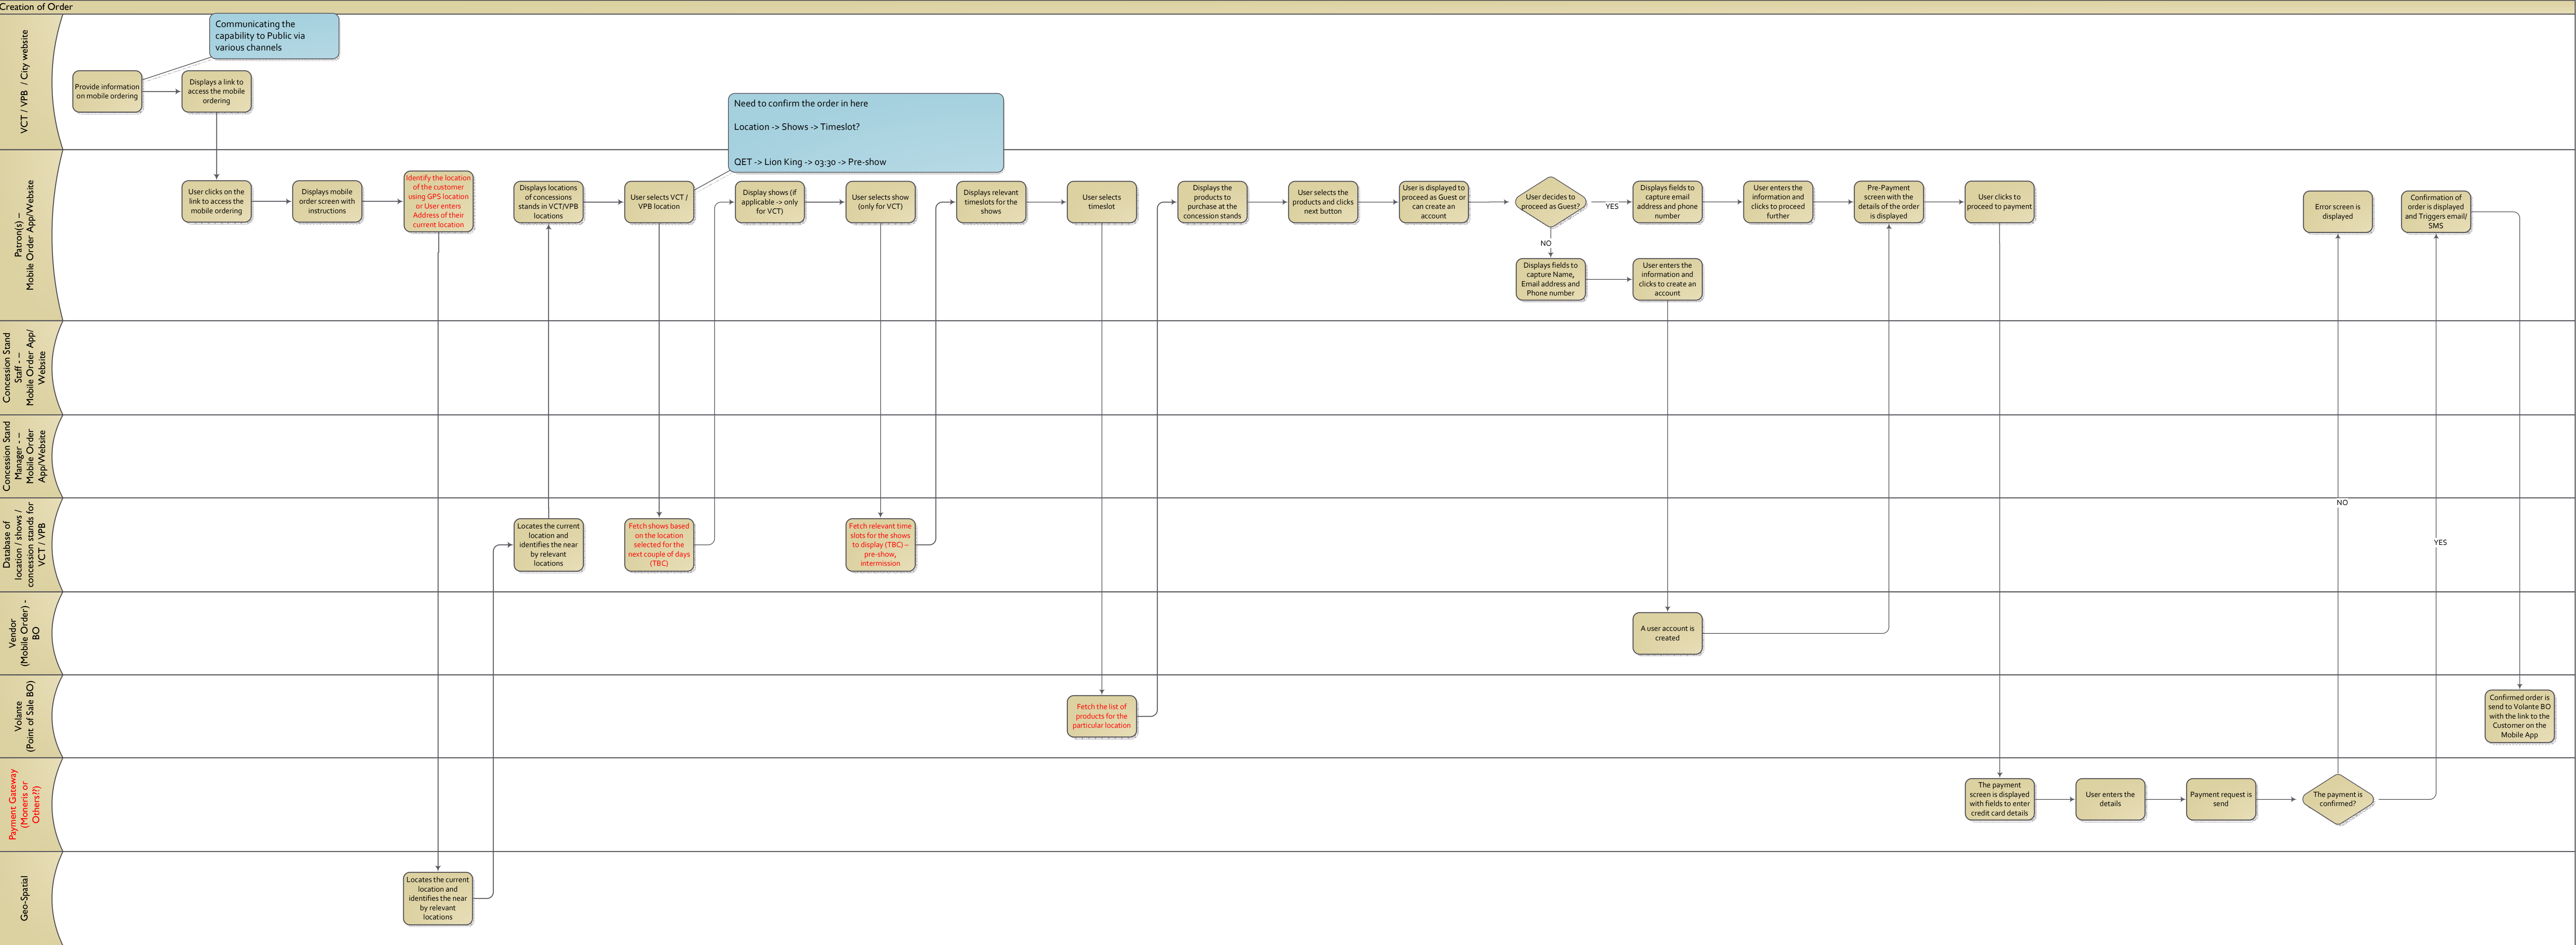 Creation of Order
VCT / VPB / City website
Communicating the
capability to Public via
various channels
Provide information
on mobile ordering
Displays a link to
access the mobile
ordering
Need to confirm the order in here
Location -> Shows -> Timeslot?
QET -> Lion King -> 03:30 -> Pre-show
Patron(s) –
Mobile Order App/Website
User clicks on the
link to access the
mobile ordering
Displays mobile
order screen with
instructions
Identify the location
of the customer
using GPS location
or User enters
Address of their
current location
Displays locations
of concessions
stands in VCT/VPB
locations
User selects VCT /
VPB location
Display shows (if
applicable -> only
for VCT)
User selects show
(only for VCT)
Displays relevant
timeslots for the
shows
User selects
timeslot
Displays the
products to
purchase at the
concession stands
User selects the
products and clicks
next button
User is displayed to
proceed as Guest or
can create an
account
User decides to
proceed as Guest?
YES
NO
Displays fields to
capture email
address and phone
number
User enters the
information and
clicks to proceed
further
Pre-Payment
screen with the
details of the order
is displayed
User clicks to
proceed to payment
Error screen is
displayed
Confirmation of
order is displayed
and Triggers email/
SMS
Displays fields to
capture Name,
Email address and
Phone number
User enters the
information and
clicks to create an
account
Concession Stand
Staff - –
Mobile Order App/
Website
Concession Stand
Manager - –
Mobile Order
App/Website
Database of
location / shows /
concession stands for
VCT / VPB
Locates the current
location and
identifies the near
by relevant
locations
Fetch shows based
on the location
selected for the
next couple of days
(TBC)
Fetch relevant time
slots for the shows
to display (TBC) –
pre-show,
intermission
NO
YES
Vendor
(Mobile Order) -
BO
A user account is
created
Volante
(Point of Sale BO)
Fetch the list of
products for the
particular location
Confirmed order is
send to Volante BO
with the link to the
Customer on the
Mobile App
Payment Gateway
(Moneris or
Others??)
The payment
screen is displayed
with fields to enter
credit card details
User enters the
details
Payment request is
send
The payment is
confirmed?
Geo-Spatial
Locates the current
location and
identifies the near
by relevant
locations